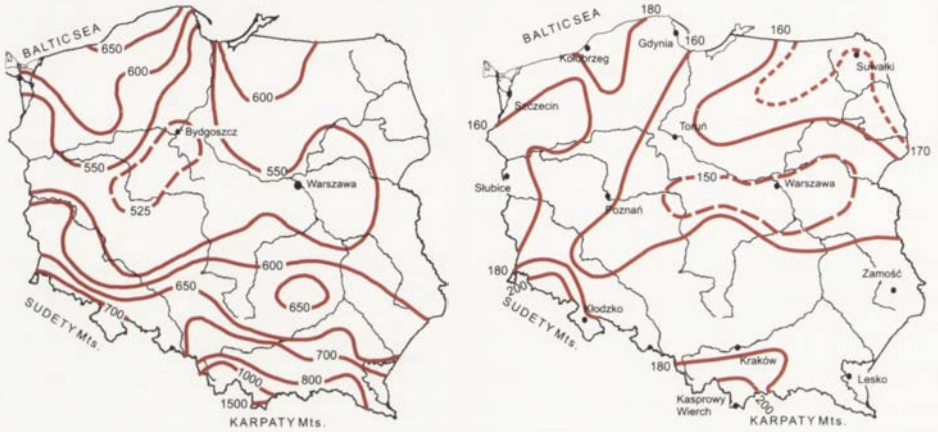 BALTIC SEA
650
600
600
Bydgoszcz
550
550
Warszawa
525
600
650
650
700
SUDETY Mts.
700
1000
800
1500
KARPATY Mts.
180
BALTIC SEA
Gdynia
160
160
Kołobrzeg
Suwałki
Szczecin
160
Toruń
170
Słubice
150
Warszawa
Poznań
180
200
Zamość
SUDETY Mts.
Kłodzko
Kraków
180
Lesko
Kasprowy
Wierch
200
KARPATY Mts.